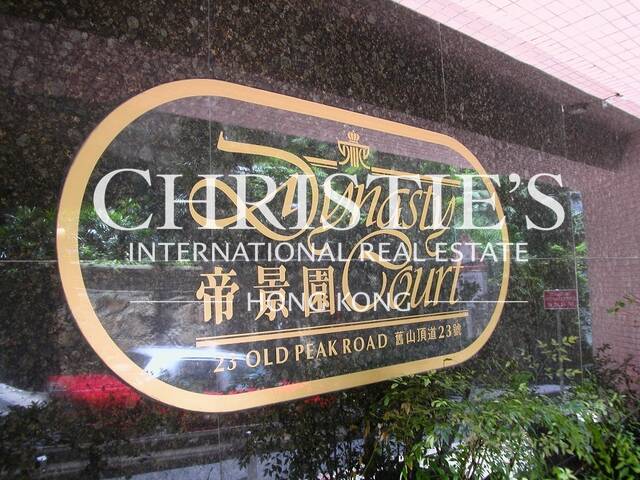 Dynasty
Court
帝景園
23 OLD PEAK ROAD 舊山頂道23號
CHRISTIE'S
INTERNATIONAL REAL ESTATE
HONG KONG